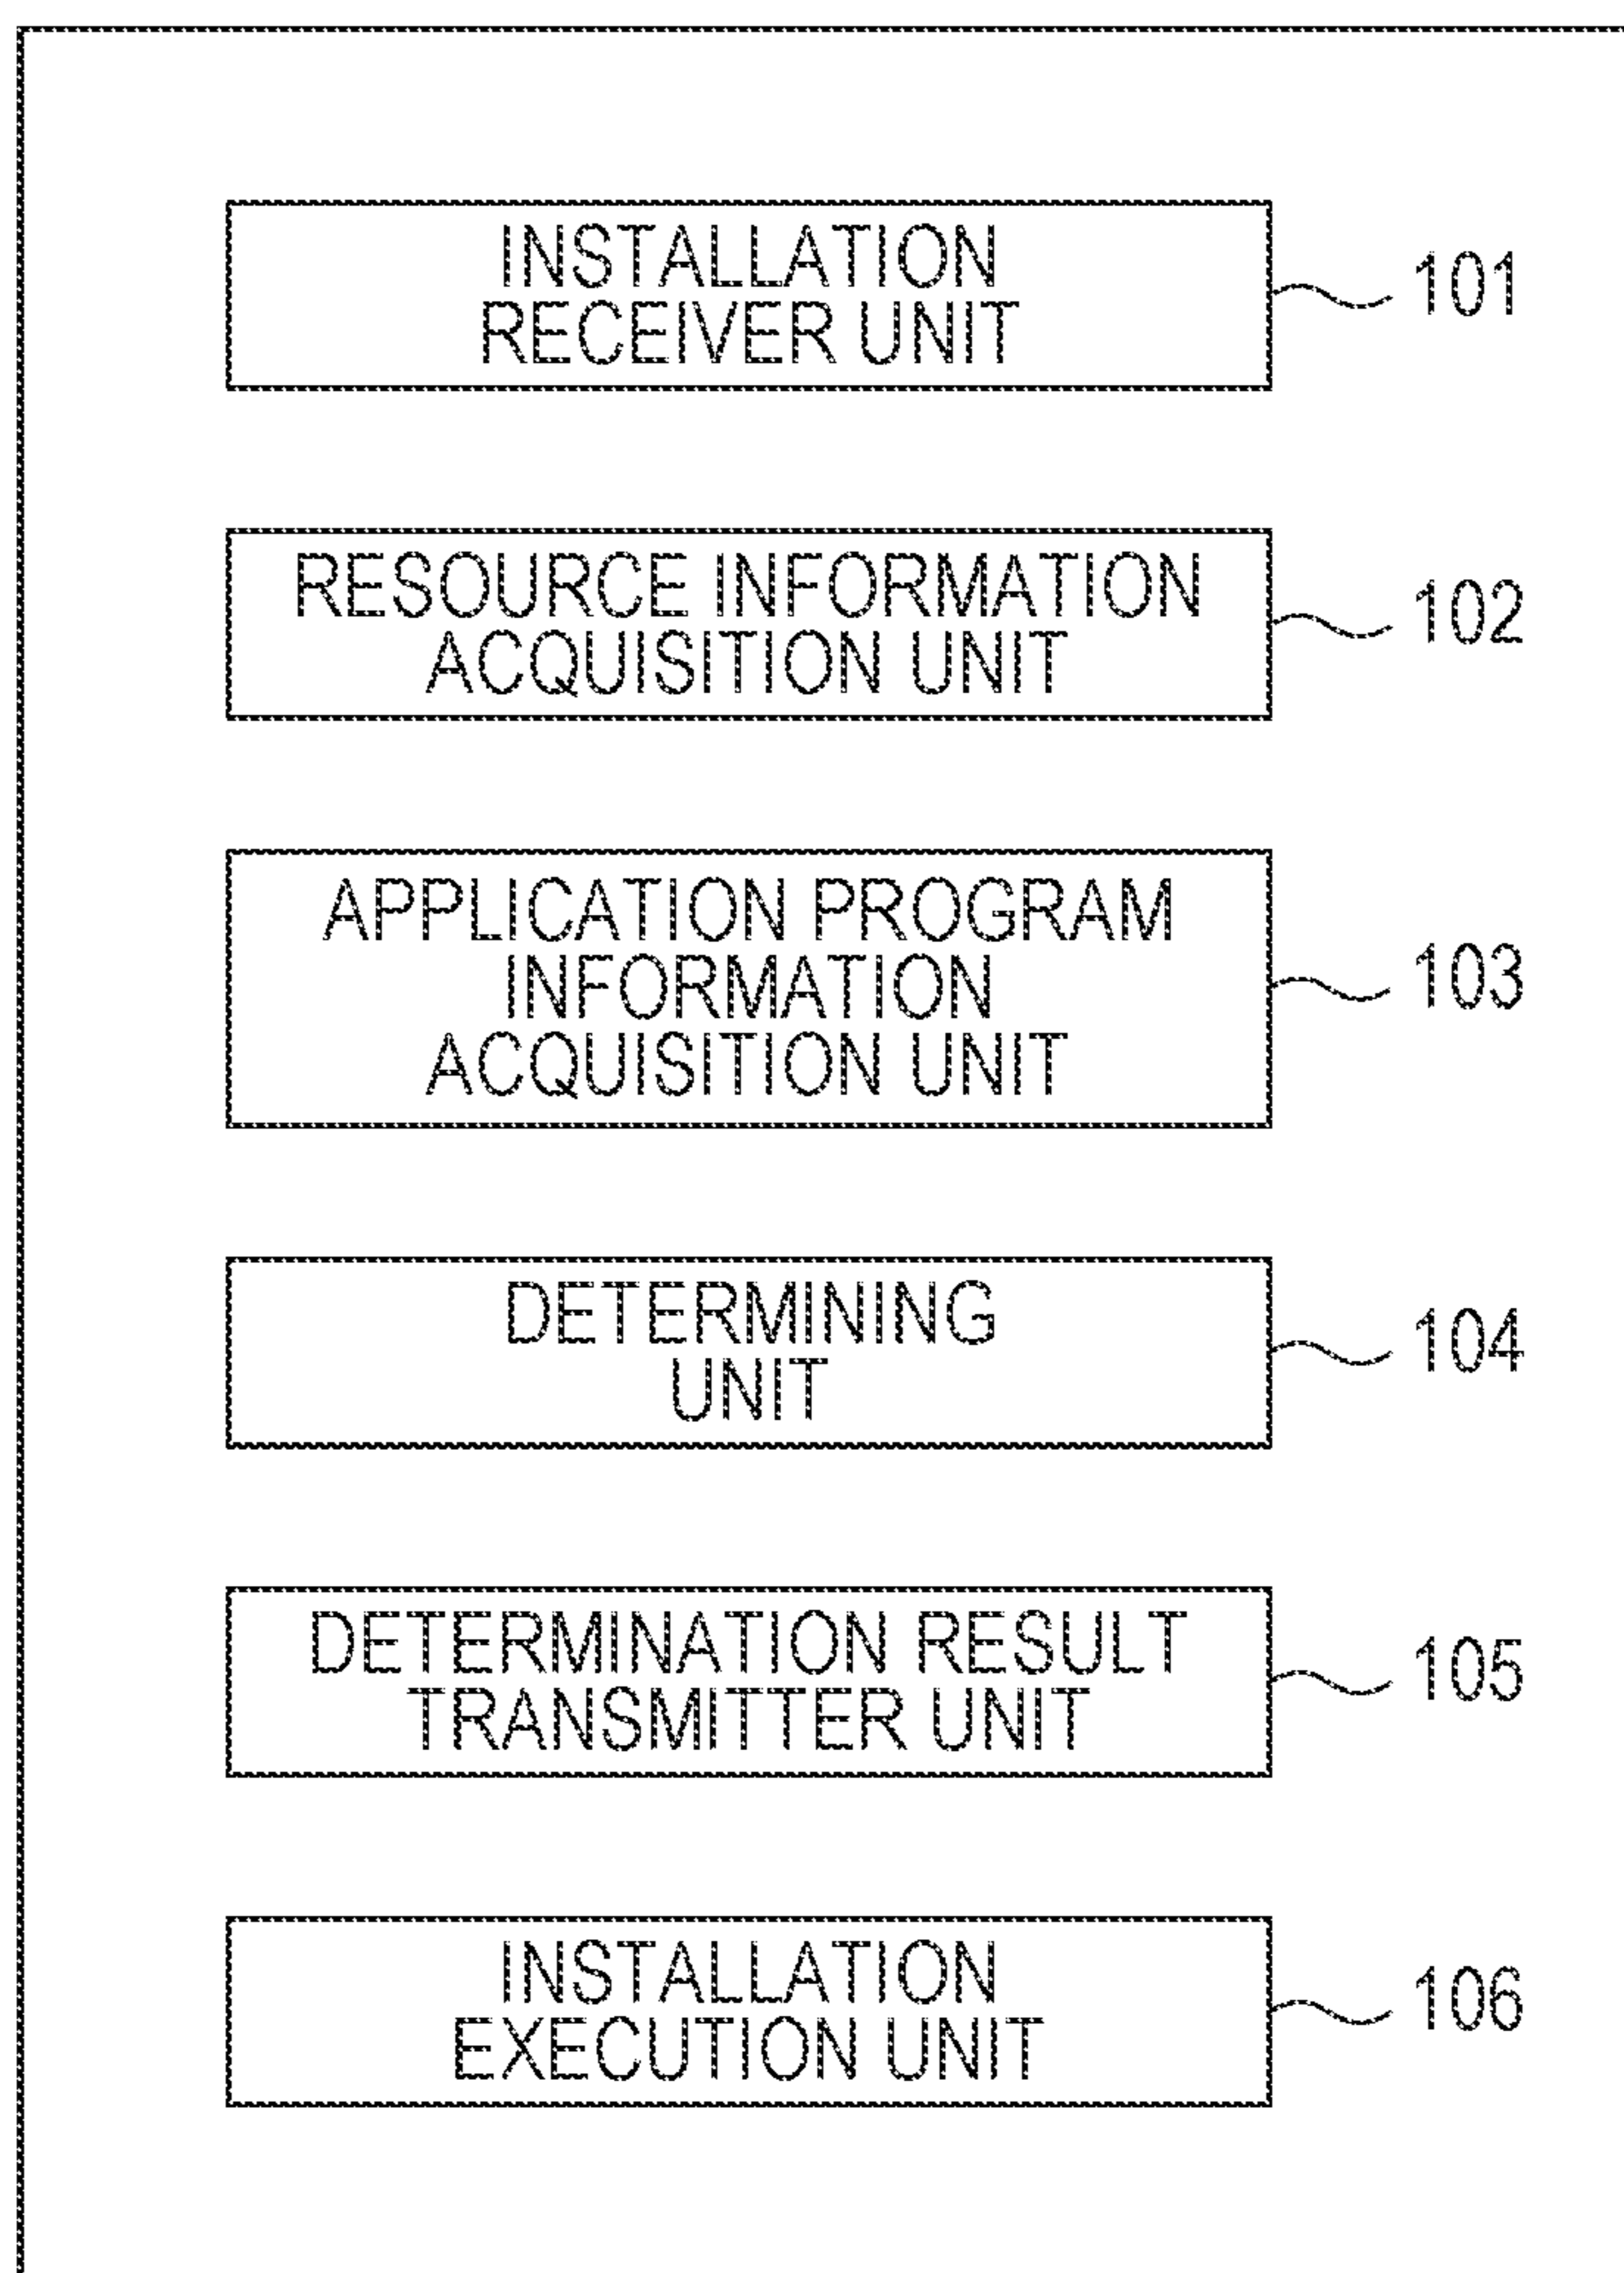 INSTALLATION
RECEIVER UNIT
101
RESOURCE INFORMATION
ACQUISITION UNIT
102
APPLICATION PROGRAM
INFORMATION
ACQUISITION UNIT
103
DETERMINING
UNIT
104
DETERMINATION RESULT
TRANSMITTER UNIT
105
INSTALLATION
EXECUTION UNIT
106